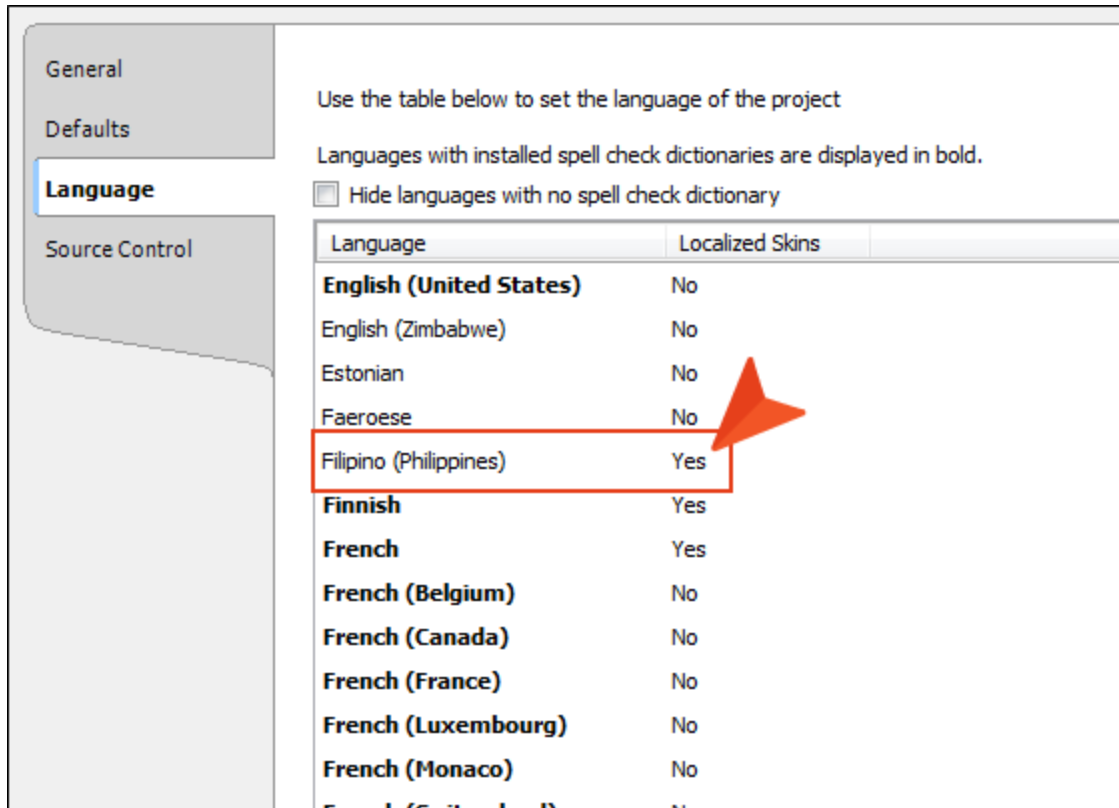 General
Defaults
Language
Source Control
Use the table below to set the language of the project
Languages with installed spell check dictionaries are displayed in bold.
Hide languages with no spell check dictionary
Language Localized Skins
English (United States) No
English (Zimbabwe) No
Estonian No
Faeroese No
Filipino (Philippines) Yes
Finnish Yes
French Yes
French (Belgium) No
French (Canada) No
French (France) No
French (Luxembourg) No
French (Monaco) No